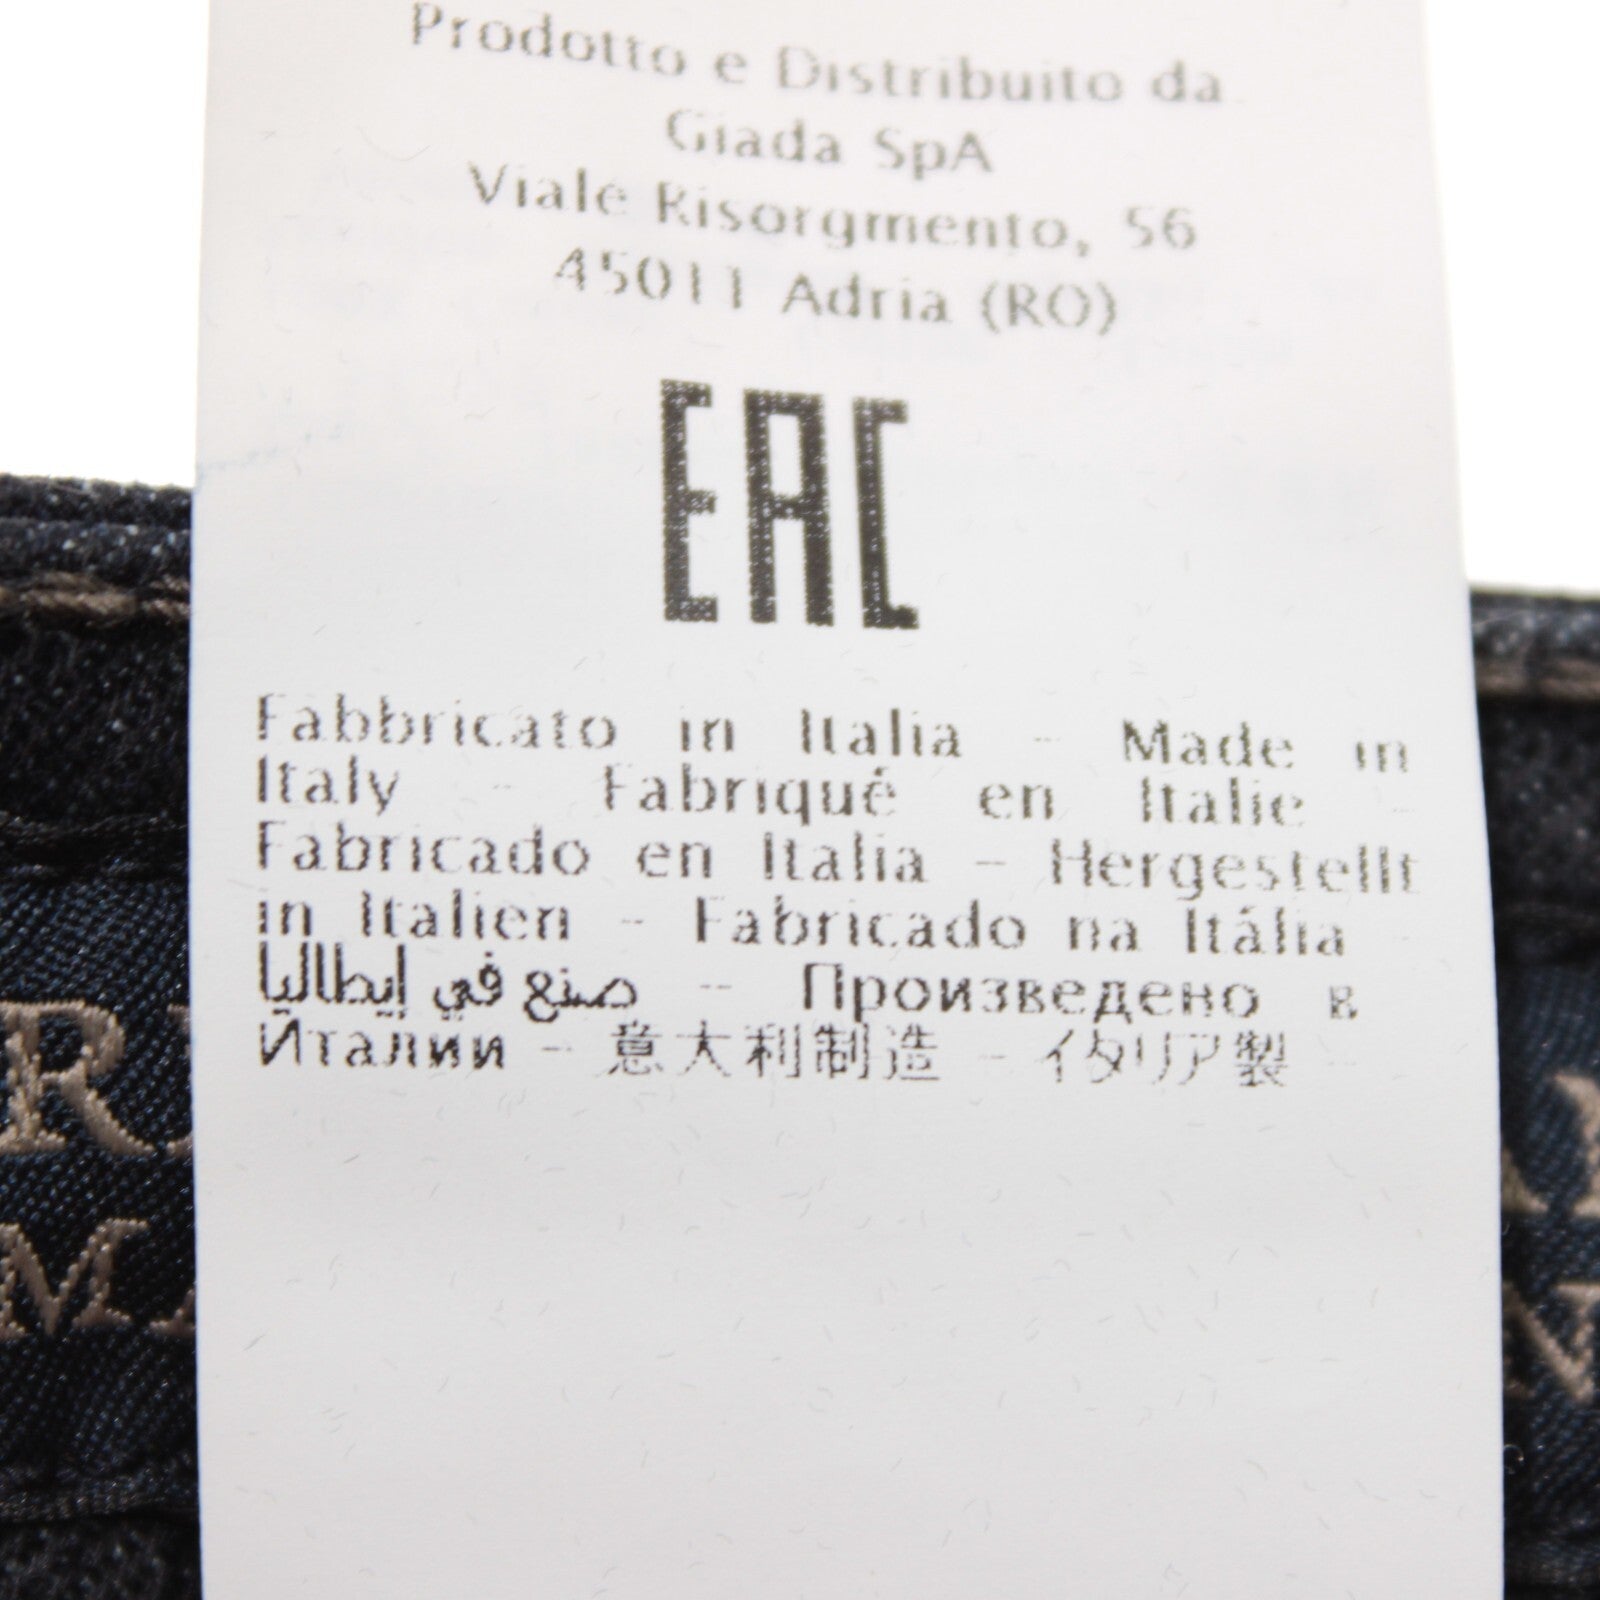 Prodotto e Distribuito da
Giada SpA
Viale Risorgmento, 56
45011 Adria (RO)
EAC
Fabbricato in Italia - Made in
Italy - Fabriqué en Italie -
Fabricado en Italia - Hergestellt
in Italien - Fabricado na Itália -
صنع في إيطاليا - Произведено в
Италии - 意大利制造 - イタリア製 -